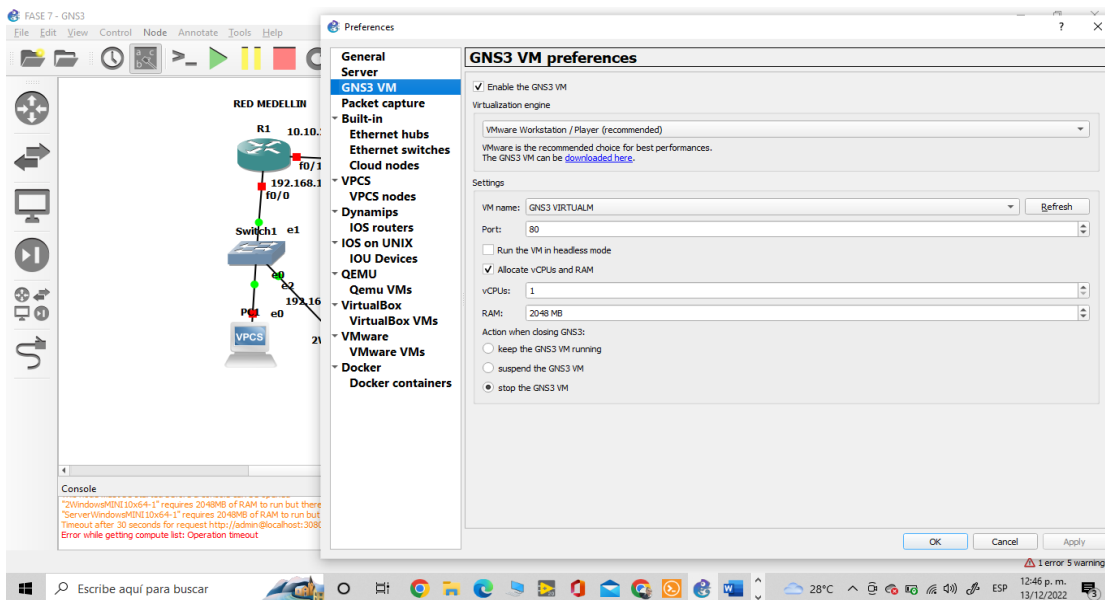 FASE 7 - GNS3
File Edit View Control Node Annotate Tools Help
RED MEDELLIN
R1 10.10.
f0/1
192.168.1
f0/0
Switch1 e1
e0
e2
192.16
PC1 e0
VPCS
Console
"2WindowsMINI10x64-1" requires 2048MB of RAM to run but there
"ServerWindowsMINI10x64-1" requires 2048MB of RAM to run but
Timeout after 30 seconds for request http://admin@localhost:3080
Error while getting compute list: Operation timeout
Preferences
? ×
General
Server
GNS3 VM
Packet capture
Built-in
Ethernet hubs
Ethernet switches
Cloud nodes
VPCS
VPCS nodes
Dynamips
IOS routers
IOS on UNIX
IOU Devices
QEMU
Qemu VMs
VirtualBox
VirtualBox VMs
VMware
VMware VMs
Docker
Docker containers
GNS3 VM preferences
Enable the GNS3 VM
Virtualization engine
VMware Workstation / Player (recommended)
VMware is the recommended choice for best performances.
The GNS3 VM can be downloaded here.
Settings
VM name: GNS3 VIRTUALM Refresh
Port: 80
Run the VM in headless mode
Allocate vCPUs and RAM
vCPUs: 1
RAM: 2048 MB
Action when closing GNS3:
keep the GNS3 VM running
suspend the GNS3 VM
stop the GNS3 VM
OK Cancel Apply
1 error 5 warning
Escribe aquí para buscar
28°C ESP 12:46 p. m.
13/12/2022